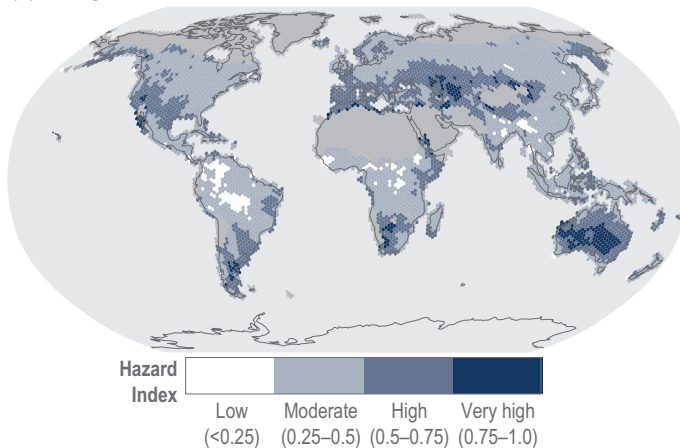 Hazard
Index
Low
(<0.25)
Moderate
(0.25–0.5)
High
(0.5–0.75)
Very high
(0.75–1.0)